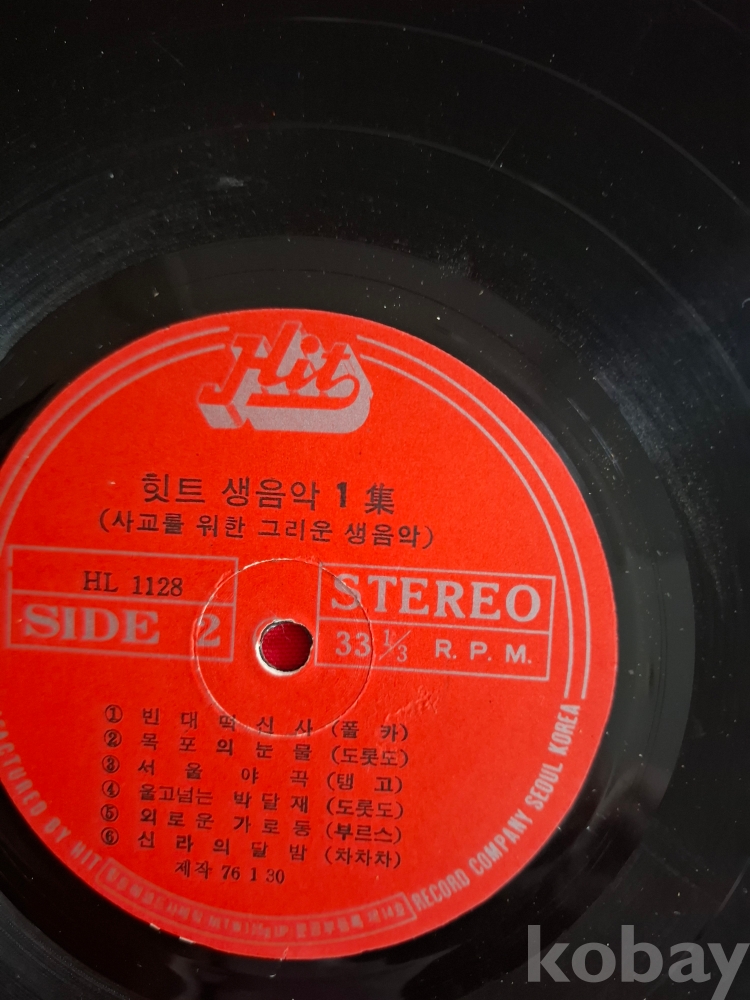 Hit
힛트 생음악 1 集
(사교를 위한 그리운 생음악)
HL 1128
SIDE 2
STEREO
33 1/3 R. P. M.
① 빈대떡신사 (폴카)
② 목포의눈물 (도롯도)
③ 서울야곡 (탱고)
④ 울고넘는 박달재 (도롯도)
⑤ 외로운가로등 (부르스)
⑥ 신라의달밤 (차차차)
제작 76 1 30
FACTURED BY HIT
RECORD COMPANY SEOUL KOREA
kobay